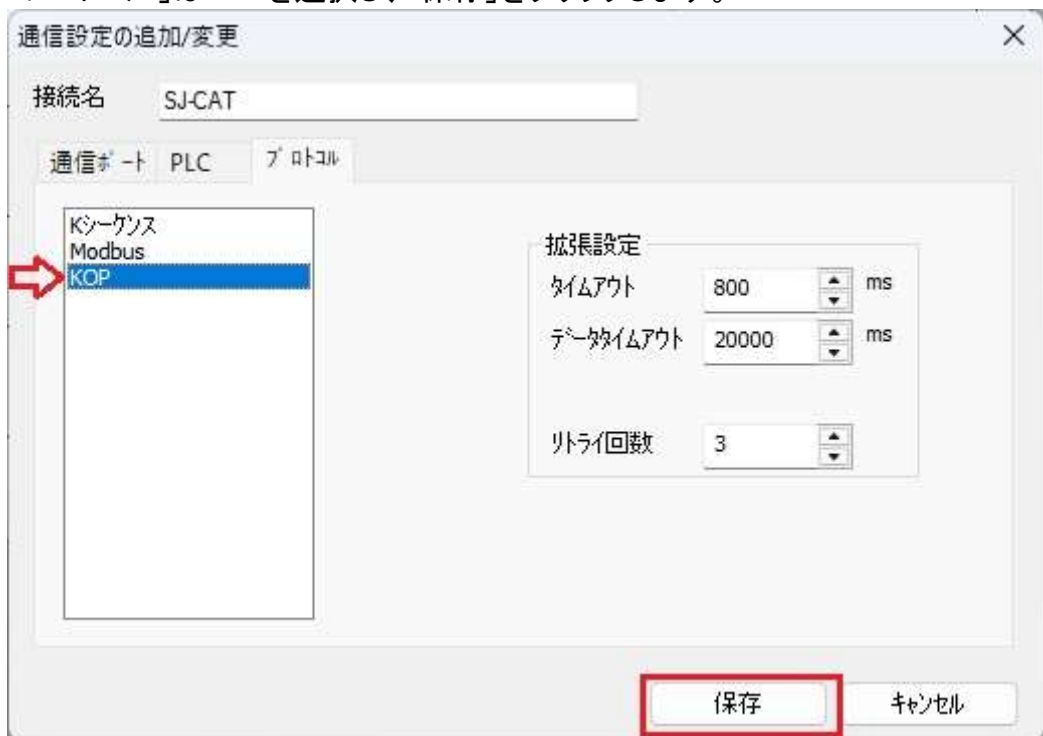 通信設定の追加/変更
接続名 SJ-CAT
通信ﾎﾟｰﾄ PLC ﾌﾟﾛﾄｺﾙ
Kシーケンス
Modbus
KOP
拡張設定
ﾀｲﾑｱｳﾄ 800 ms
ﾃﾞｰﾀﾀｲﾑｱｳﾄ 20000 ms
ﾘﾄﾗｲ回数 3
保存 ｷｬﾝｾﾙ